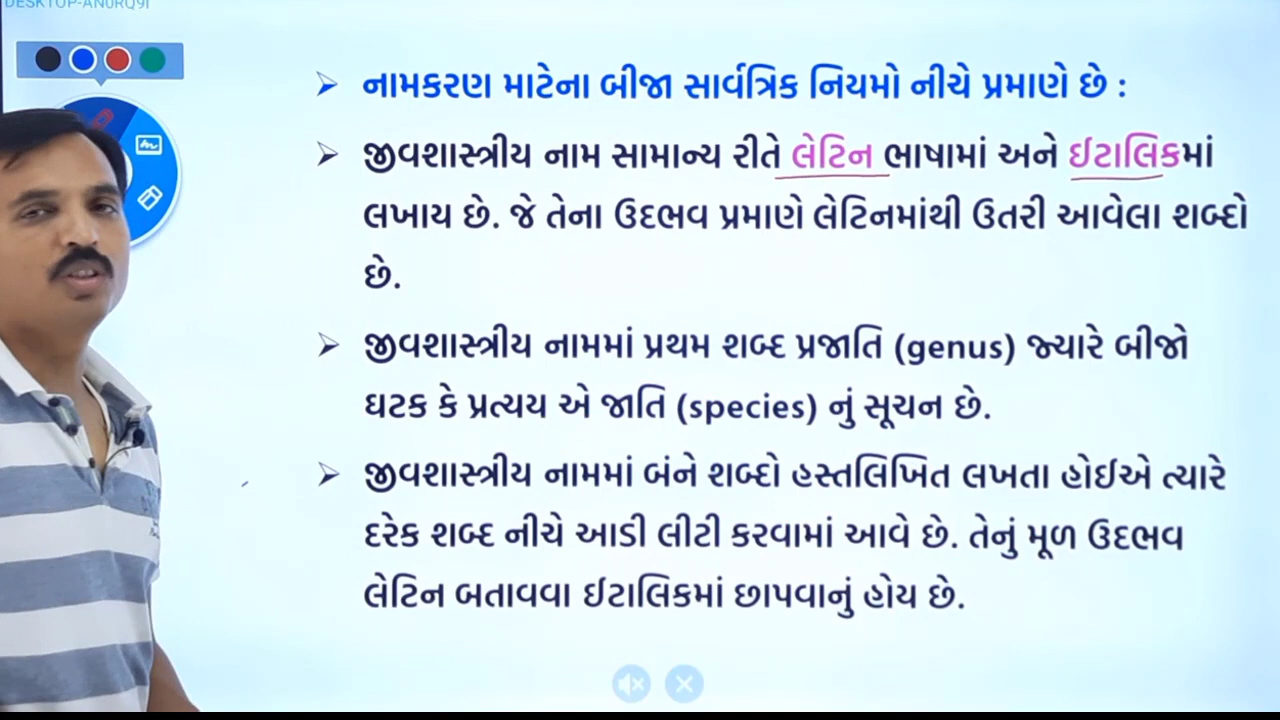 DESKTOP-AN0RQ9I
➢ નામકરણ માટેના બીજા સાર્વત્રિક નિયમો નીચે પ્રમાણે છે :
➢ જીવશાસ્ત્રીય નામ સામાન્ય રીતે લેટિન ભાષામાં અને ઈટાલિકમાં
લખાય છે. જે તેના ઉદભવ પ્રમાણે લેટિનમાંથી ઉતરી આવેલા શબ્દો
છે.
➢ જીવશાસ્ત્રીય નામમાં પ્રથમ શબ્દ પ્રજાતિ (genus) જ્યારે બીજો
ઘટક કે પ્રત્યય એ જાતિ (species) નું સૂચન છે.
➢ જીવશાસ્ત્રીય નામમાં બંને શબ્દો હસ્તલિખિત લખતા હોઈએ ત્યારે
દરેક શબ્દ નીચે આડી લીટી કરવામાં આવે છે. તેનું મૂળ ઉદભવ
લેટિન બતાવવા ઈટાલિકમાં છાપવાનું હોય છે.